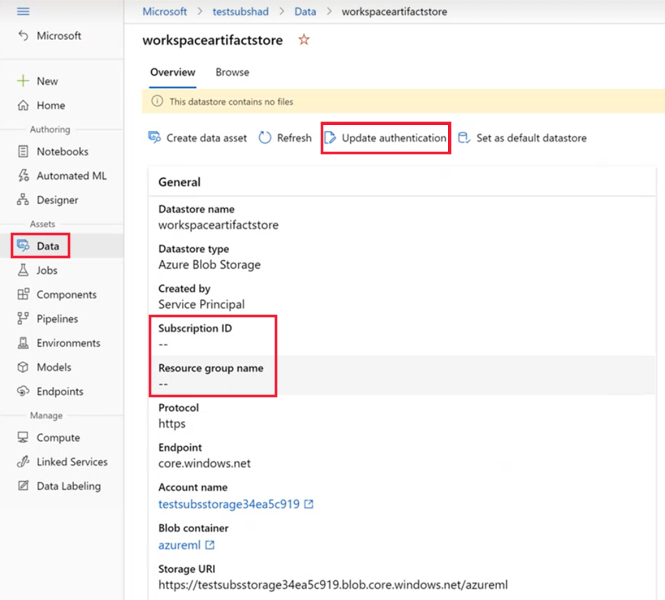 Microsoft > testsubshad > Data > workspaceartifactstore
Microsoft
New
Home
Authoring
Notebooks
Automated ML
Designer
Assets
Data
Jobs
Components
Pipelines
Environments
Models
Endpoints
Manage
Compute
Linked Services
Data Labeling
workspaceartifactstore
Overview Browse
This datastore contains no files
Create data asset Refresh Update authentication Set as default datastore
General
Datastore name
workspaceartifactstore
Datastore type
Azure Blob Storage
Created by
Service Principal
Subscription ID
--
Resource group name
--
Protocol
https
Endpoint
core.windows.net
Account name
testsubsstorage34ea5c919
Blob container
azureml
Storage URI
https://testsubsstorage34ea5c919.blob.core.windows.net/azureml